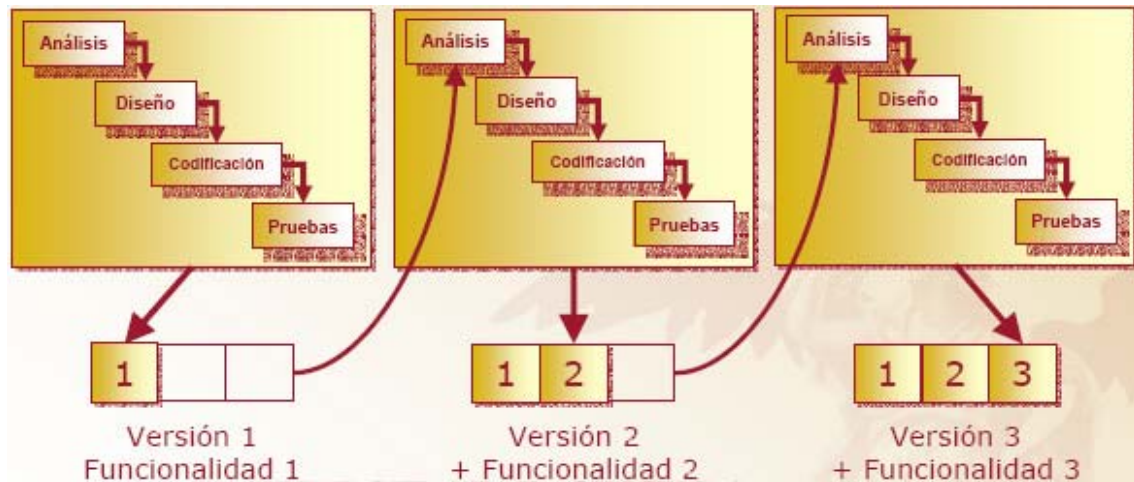 Análisis
Diseño
Codificación
Pruebas
Análisis
Diseño
Codificación
Pruebas
Análisis
Diseño
Codificación
Pruebas
1
1 2
1 2 3
Versión 1
Funcionalidad 1
Versión 2
+ Funcionalidad 2
Versión 3
+ Funcionalidad 3